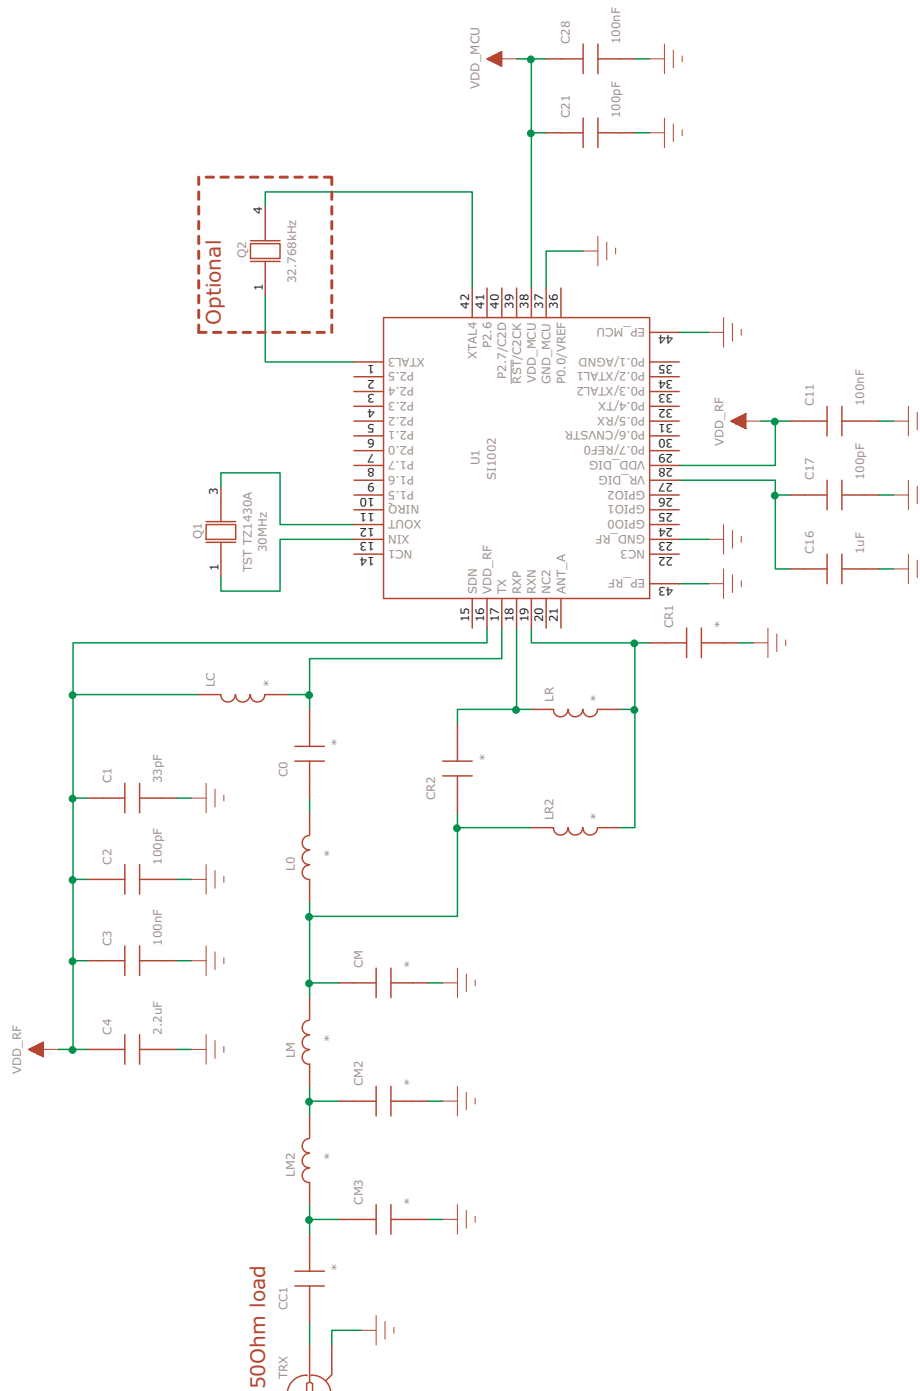 VDD_MCU
C28
100nF
C21
100pF
Optional
Q2
32.768kHz
1
4
Q1
TST TZ1430A
30MHz
1
3
U1
SI1002
XTAL3
1
P2.5
2
P2.4
3
P2.3
4
P2.2
5
P2.1
6
P2.0
7
P1.7
8
P1.6
9
P1.5
10
NIRQ
11
XOUT
12
XIN
13
NC1
14
SDN
15
VDD_RF
16
TX
17
RXP
18
RXN
19
NC2
20
ANT_A
21
NC3
22
GND_RF
23
GPIO0
24
GPIO1
25
GPIO2
26
VR_DIG
27
VDD_DIG
28
P0.7/REF0
29
P0.6/CNVSTR
30
P0.5/RX
31
P0.4/TX
32
P0.3/XTAL2
33
P0.2/XTAL1
34
P0.1/AGND
35
P0.0/VREF
36
GND_MCU
37
VDD_MCU
38
RST/C2CK
39
P2.7/C2D
40
P2.6
41
XTAL4
42
EP_RF
43
EP_MCU
44
VDD_RF
C11
100nF
C17
100pF
C16
1uF
CR1
*
LC
*
C0
*
L0
*
CR2
*
LR
*
LR2
*
C1
33pF
C2
100pF
C3
100nF
C4
2.2uF
VDD_RF
CM
*
LM
*
CM2
*
LM2
*
CM3
*
CC1
*
50Ohm load
TRX